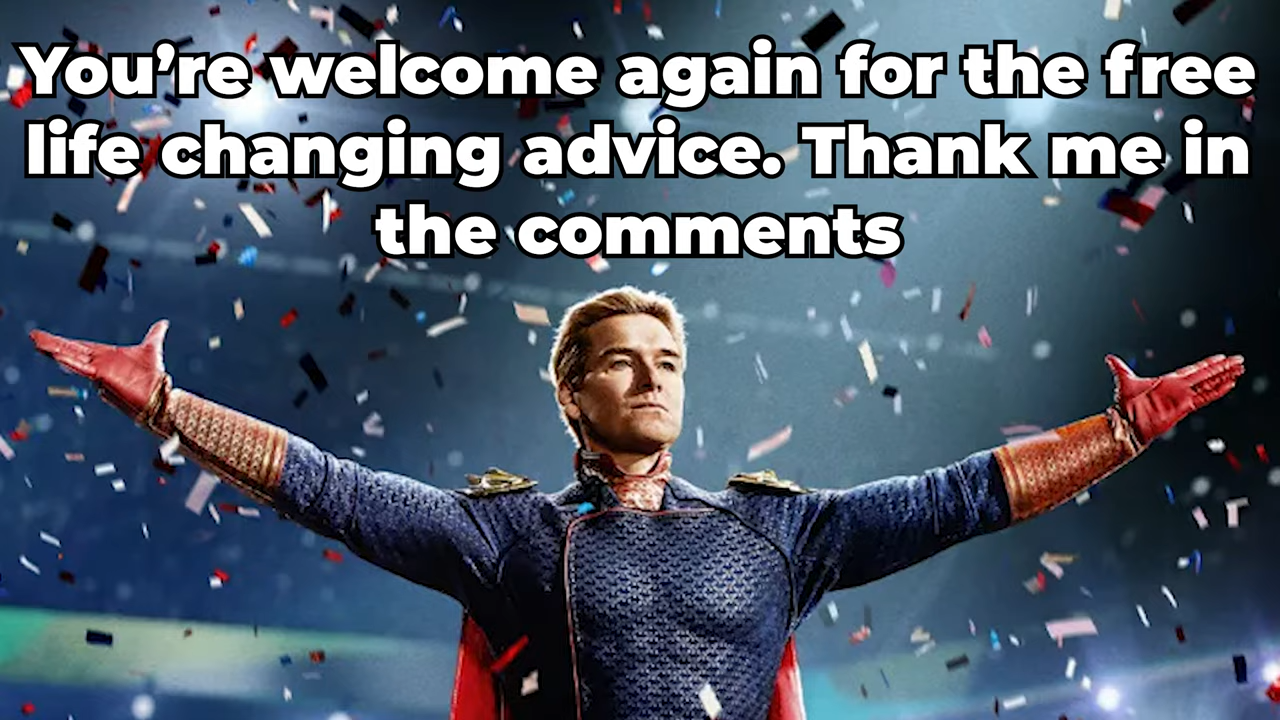 You’re welcome again for the free
life changing advice. Thank me in
the comments